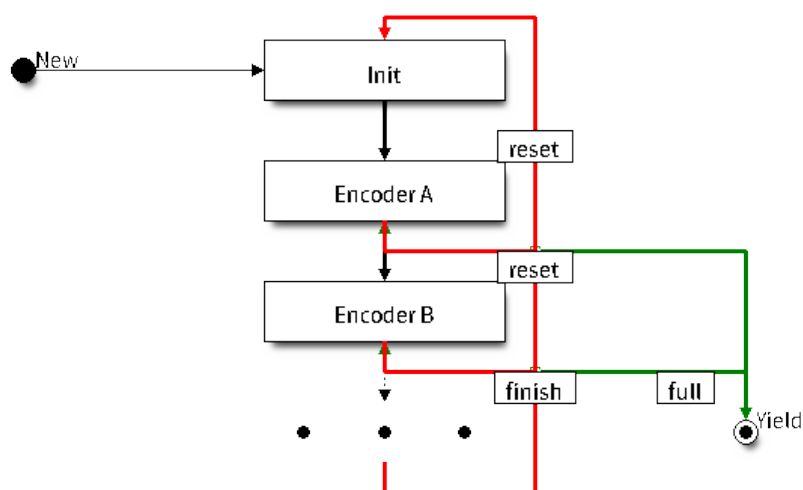 New
Init
reset
Encoder A
reset
Encoder B
finish
full
Yield